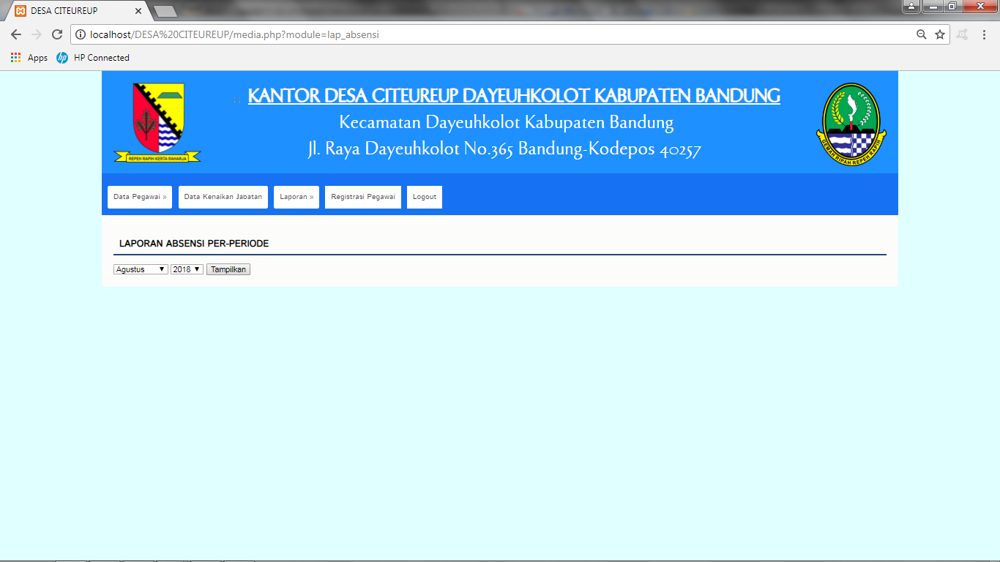 DESA CITEUREUP
localhost/DESA%20CITEUREUP/media.php?module=lap_absensi
Apps HP Connected
KANTOR DESA CITEUREUP DAYEUHKOLOT KABUPATEN BANDUNG
Kecamatan Dayeuhkolot Kabupaten Bandung
Jl. Raya Dayeuhkolot No.365 Bandung-Kodepos 40257
REPEH RAPIH KERTA RAHARJA
GEMAH RIPAH REPEH RAPIH
Data Pegawai » Data Kenaikan Jabatan Laporan » Registrasi Pegawai Logout
LAPORAN ABSENSI PER-PERIODE
Agustus 2018 Tampilkan